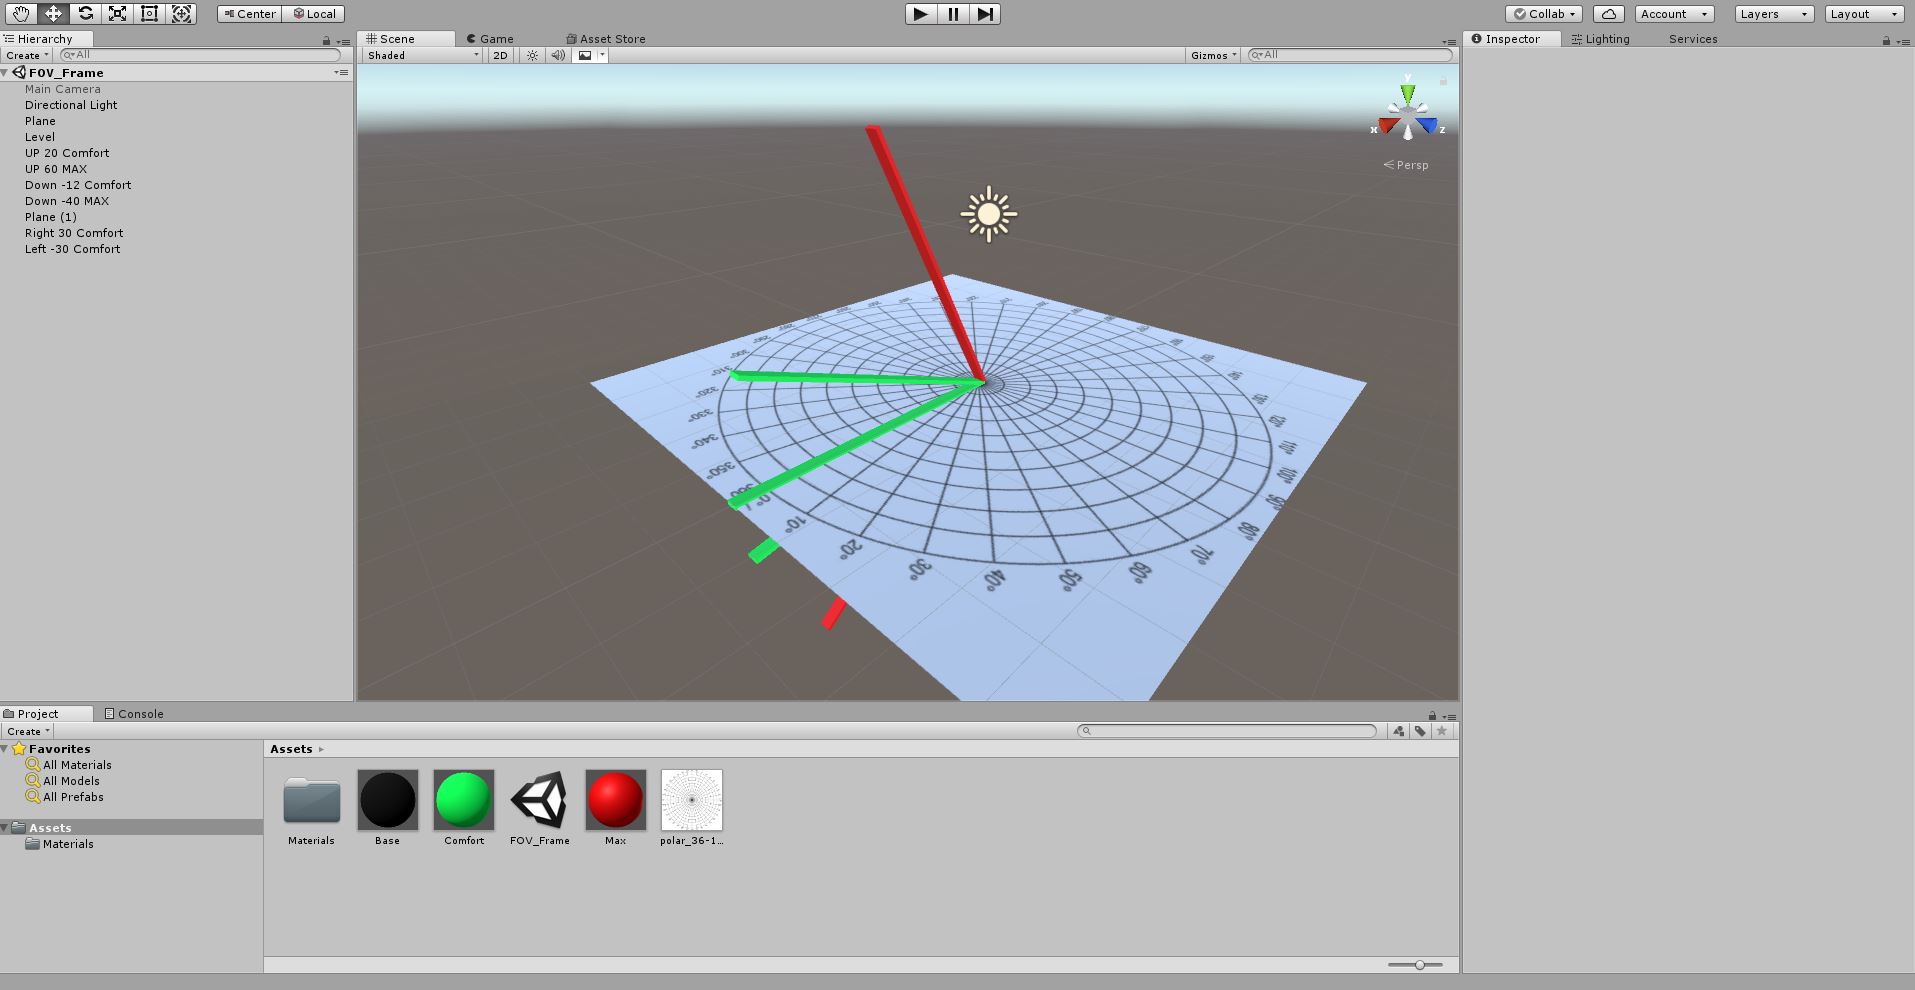 Center Local Collab Account Layers Layout
Hierarchy
Create All
FOV_Frame
Main Camera
Directional Light
Plane
Level
UP 20 Comfort
UP 60 MAX
Down -12 Comfort
Down -40 MAX
Plane (1)
Right 30 Comfort
Left -30 Comfort
Scene Game Asset Store
Shaded 2D Gizmos All
y
x z
Persp
300°
310°
320°
330°
340°
350°
360°
/ 0°
10°
20°
30°
40°
50°
60°
70°
80°
90°
100°
110°
120°
Inspector Lighting Services
Project Console
Create
Favorites
All Materials
All Models
All Prefabs
Assets
Materials
Assets
Materials Base Comfort FOV_Frame Max polar_36-1...